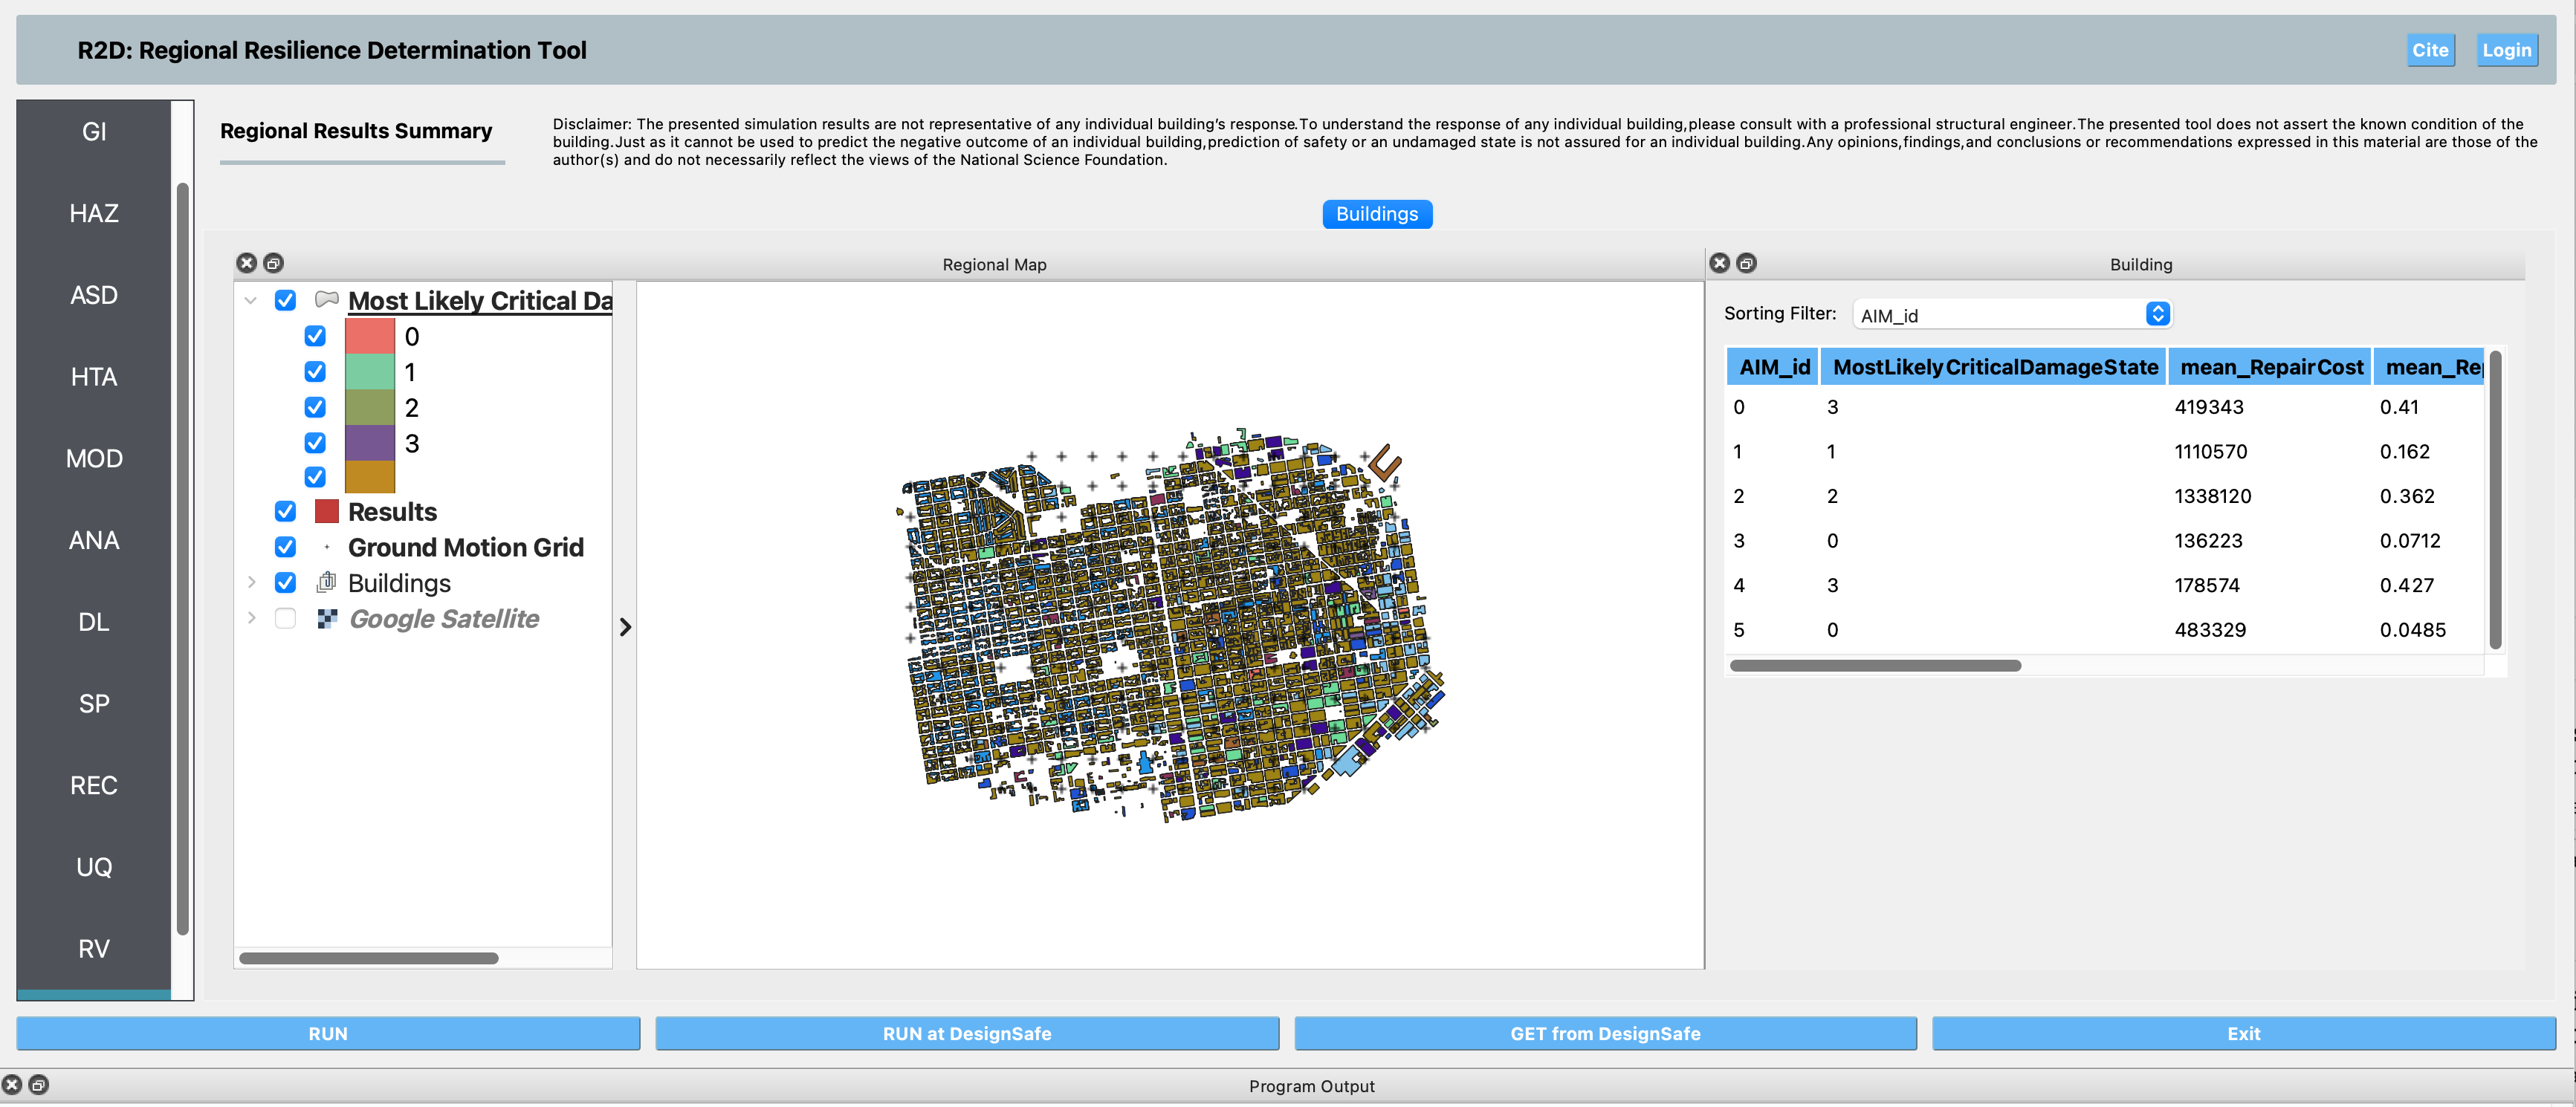 R2D: Regional Resilience Determination Tool
Cite
Login
GI
HAZ
ASD
HTA
MOD
ANA
DL
SP
REC
UQ
RV
Regional Results Summary
Disclaimer: The presented simulation results are not representative of any individual building's response.To understand the response of any individual building,please consult with a professional structural engineer.The presented tool does not assert the known condition of the
building.Just as it cannot be used to predict the negative outcome of an individual building,prediction of safety or an undamaged state is not assured for an individual building.Any opinions,findings,and conclusions or recommendations expressed in this material are those of the
author(s) and do not necessarily reflect the views of the National Science Foundation.
Buildings
Regional Map
Most Likely Critical Da
0
1
2
3
Results
Ground Motion Grid
Buildings
Google Satellite
Building
Sorting Filter: AIM_id
AIM_id MostLikelyCriticalDamageState mean_RepairCost mean_Re
0 3 419343 0.41
1 1 1110570 0.162
2 2 1338120 0.362
3 0 136223 0.0712
4 3 178574 0.427
5 0 483329 0.0485
RUN
RUN at DesignSafe
GET from DesignSafe
Exit
Program Output